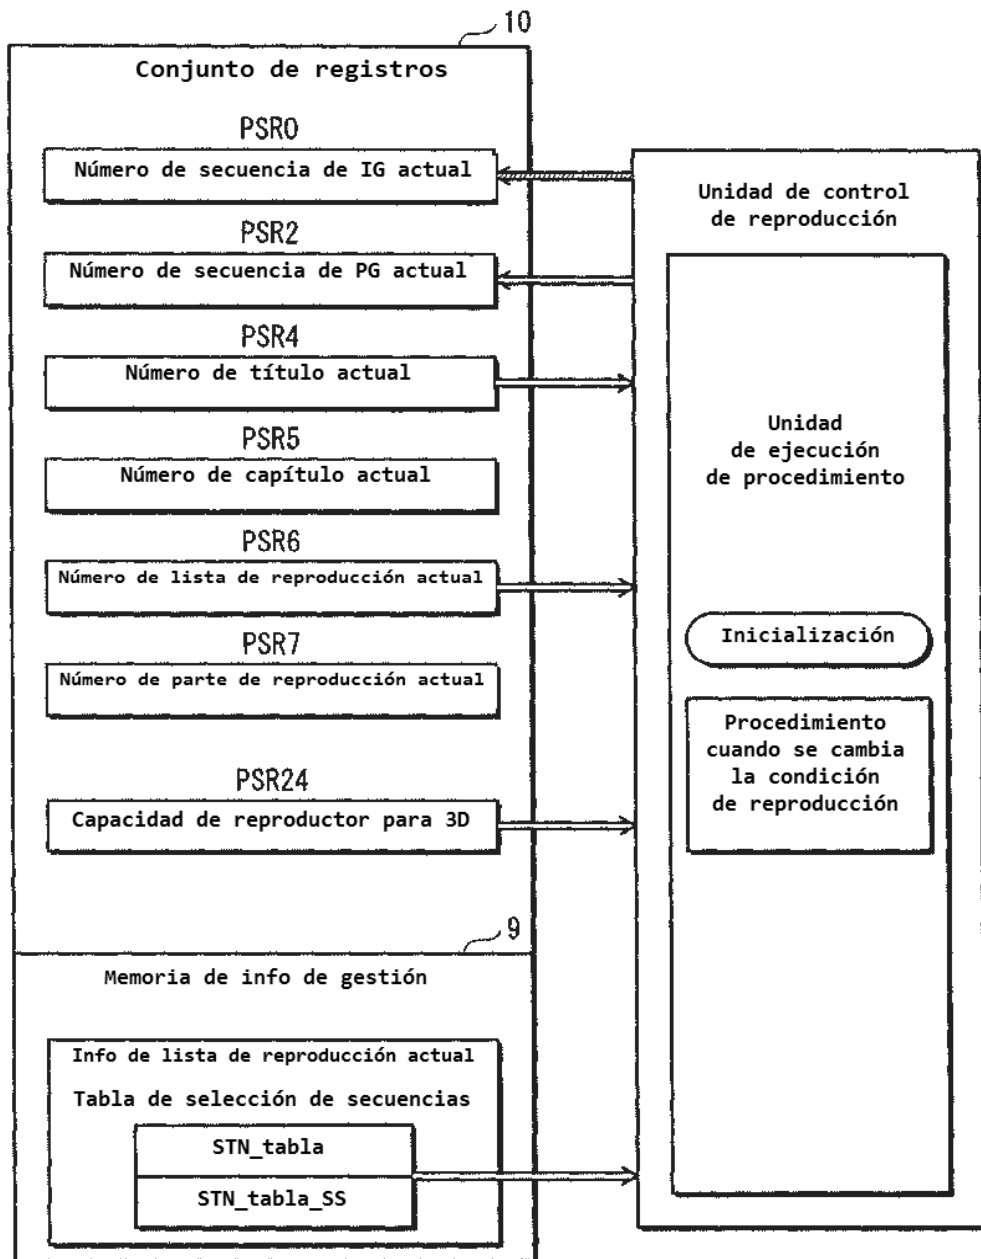 10
Conjunto de registros
PSR0
Número de secuencia de IG actual
PSR2
Número de secuencia de PG actual
PSR4
Número de título actual
PSR5
Número de capítulo actual
PSR6
Número de lista de reproducción actual
PSR7
Número de parte de reproducción actual
PSR24
Capacidad de reproductor para 3D
9
Memoria de info de gestión
Info de lista de reproducción actual
Tabla de selección de secuencias
STN_tabla
STN_tabla_SS
Unidad de control
de reproducción
Unidad
de ejecución
de procedimiento
Inicialización
Procedimiento
cuando se cambia
la condición
de reproducción